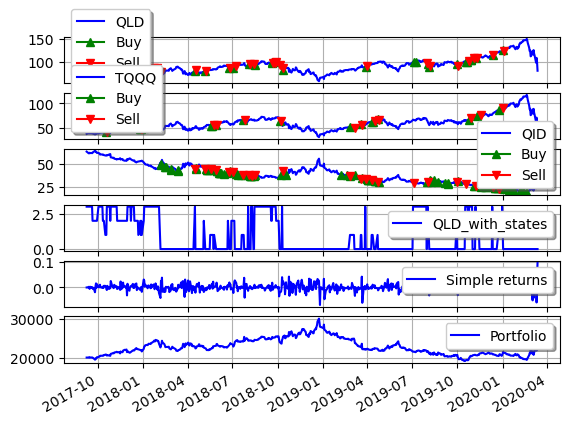 QLD
Buy
Sell
150
100
TQQQ
Buy
Sell
100
50
QID
Buy
Sell
50
25
QLD_with_states
2.5
0.0
Simple returns
0.1
0.0
Portfolio
30000
20000
2017-10 2018-01 2018-04 2018-07 2018-10 2019-01 2019-04 2019-07 2019-10 2020-01 2020-04